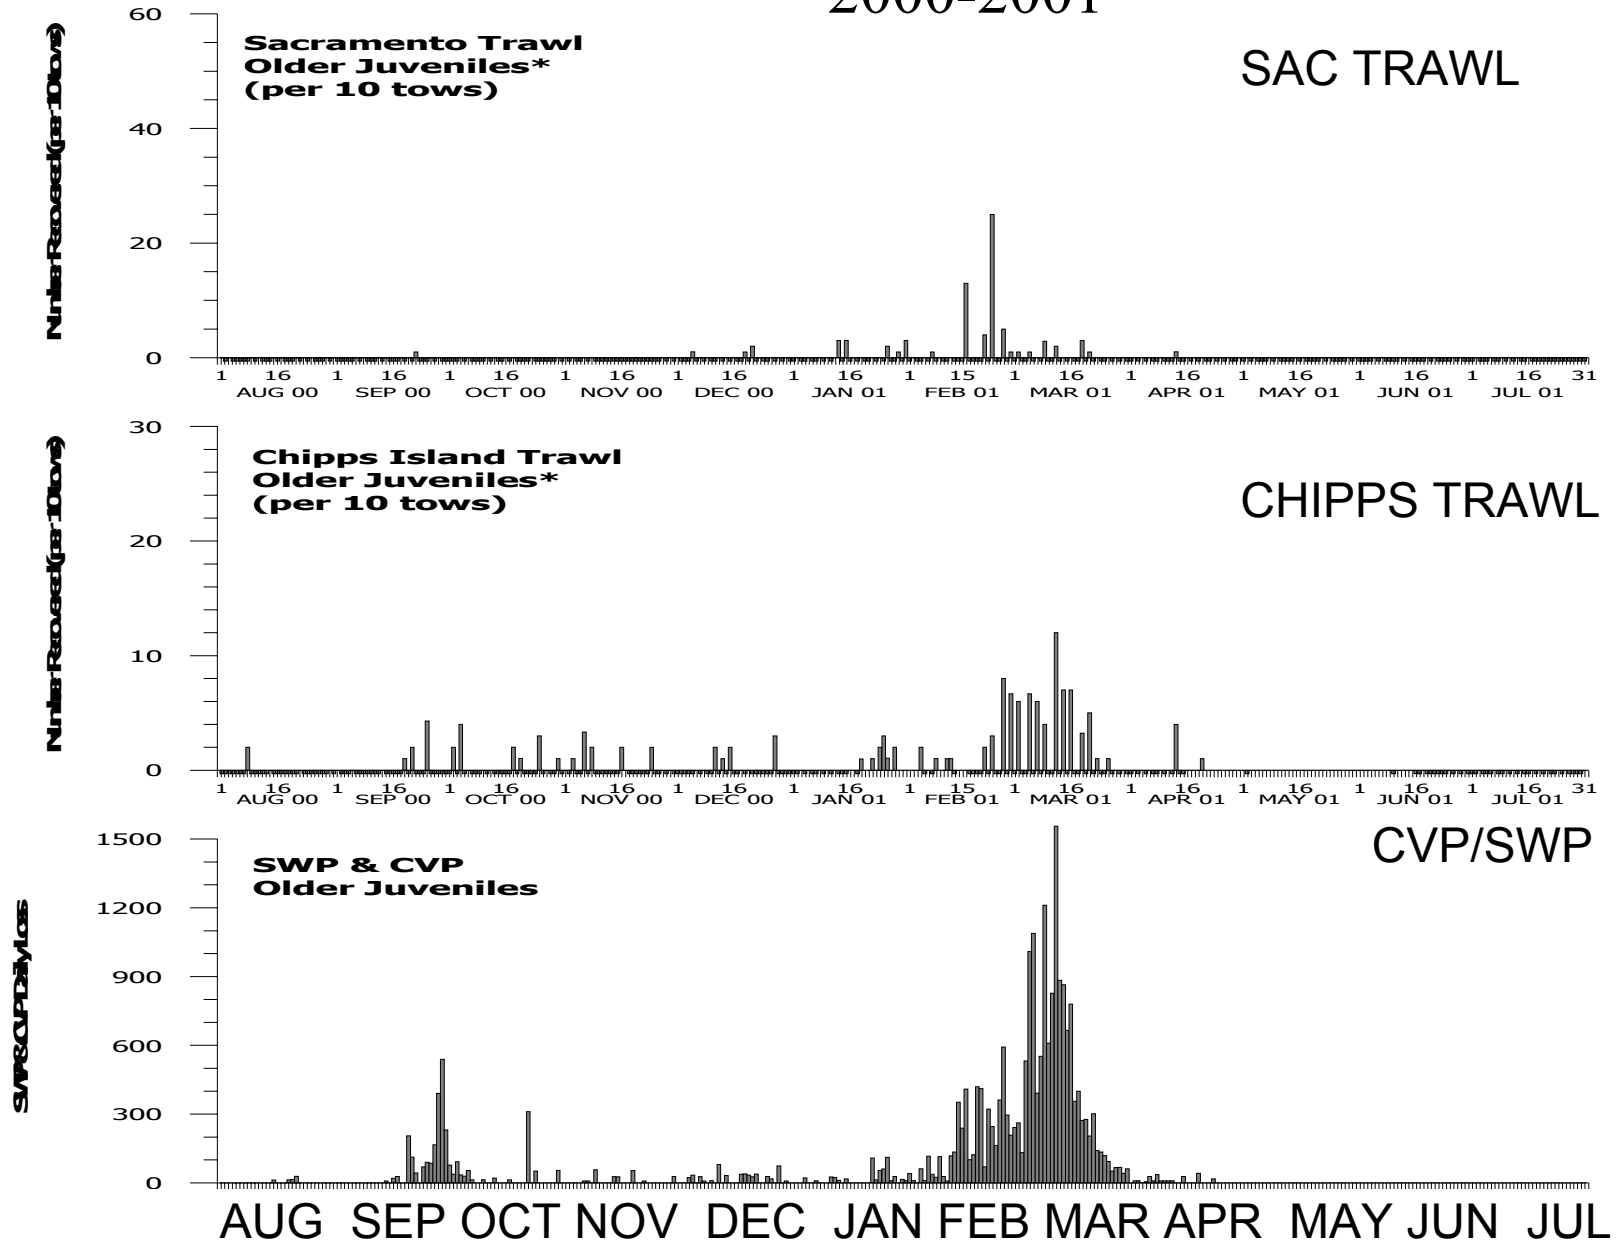 2000-2001
60
Sacramento Trawl
Older Juveniles*
(per 10 tows)
SAC TRAWL
40
20
0
1 16 1 16 1 16 1 16 1 16 1 16 1 15 1 16 1 16 1 16 1 16 1 16 31
AUG 00 SEP 00 OCT 00 NOV 00 DEC 00 JAN 01 FEB 01 MAR 01 APR 01 MAY 01 JUN 01 JUL 01
30
Chipps Island Trawl
Older Juveniles*
(per 10 tows)
CHIPPS TRAWL
20
10
0
1 16 1 16 1 16 1 16 1 16 1 16 1 15 1 16 1 16 1 16 1 16 1 16 31
AUG 00 SEP 00 OCT 00 NOV 00 DEC 00 JAN 01 FEB 01 MAR 01 APR 01 MAY 01 JUN 01 JUL 01
CVP/SWP
1500
SWP & CVP
Older Juveniles
1200
900
600
300
0
AUG SEP OCT NOV DEC JAN FEB MAR APR MAY JUN JUL